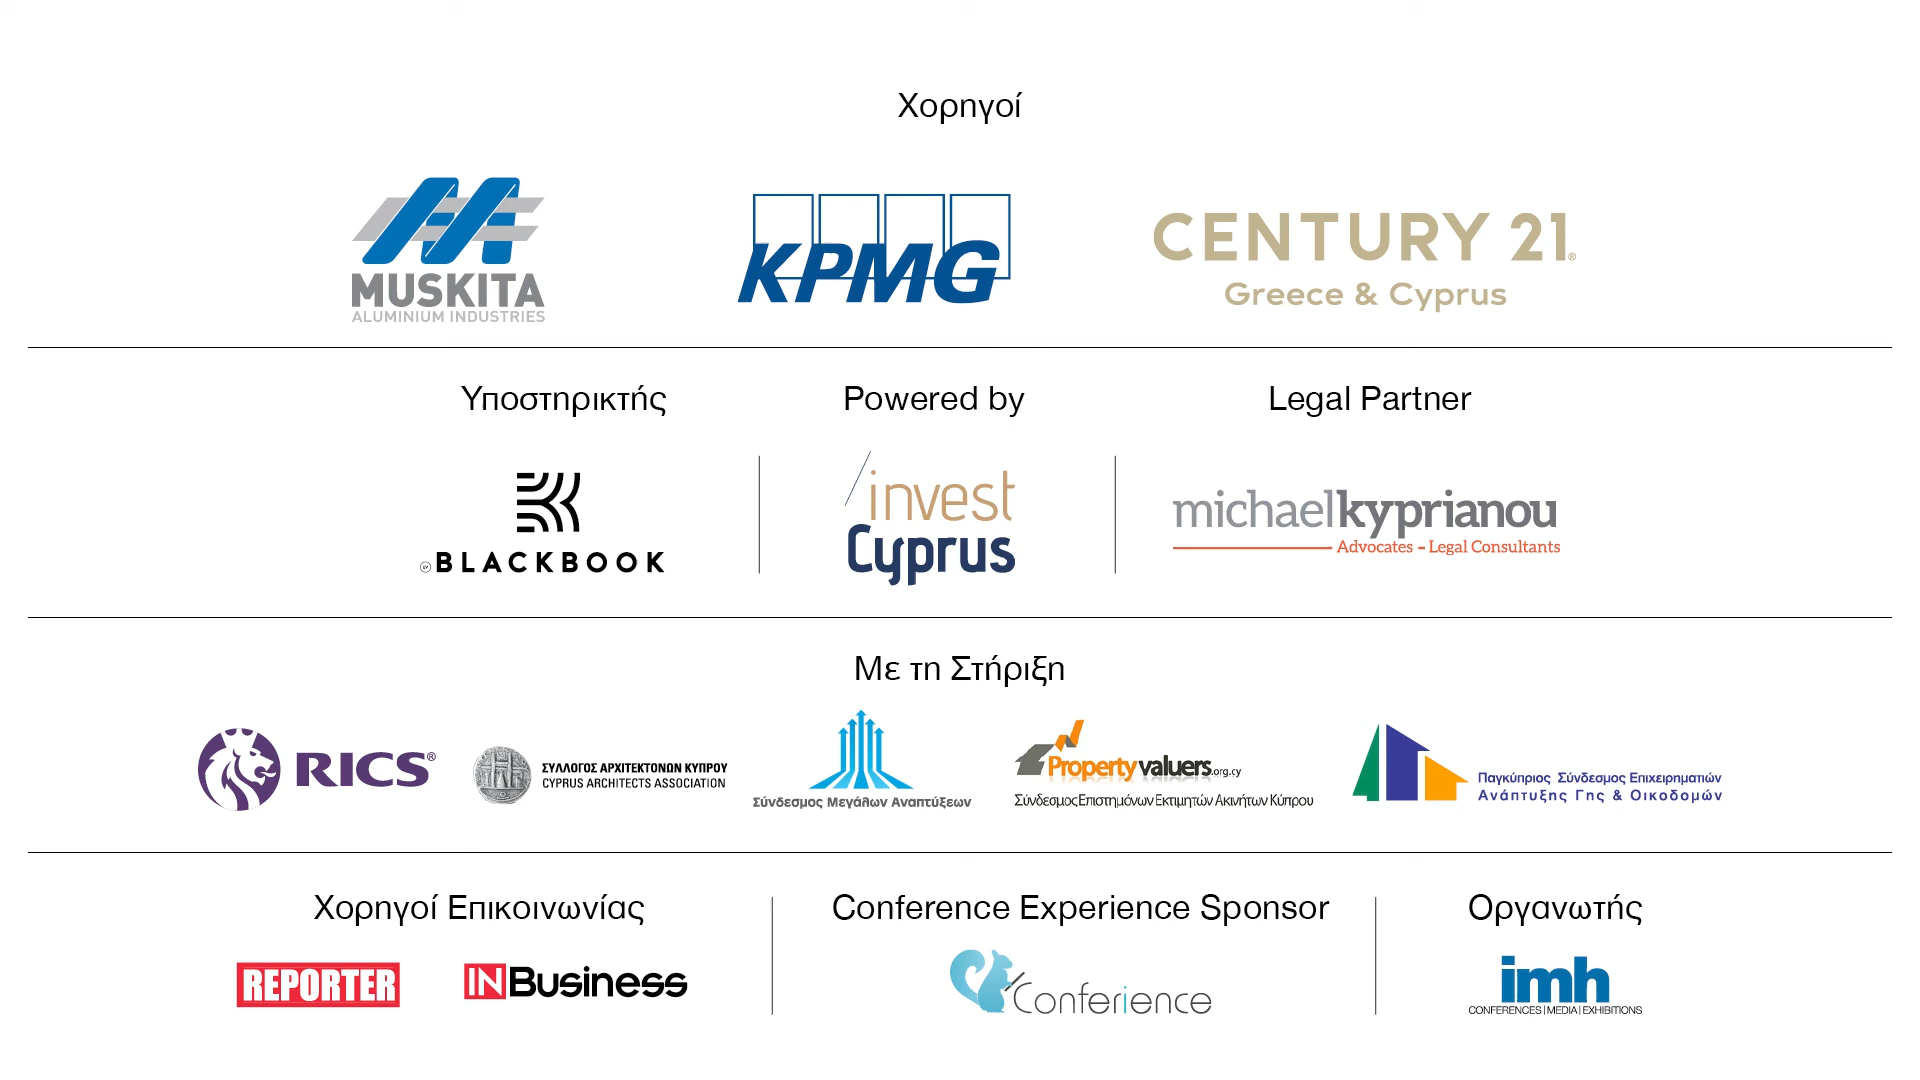 Χορηγοί
MUSKITA
ALUMINIUM INDUSTRIES
KPMG
CENTURY 21®
Greece & Cyprus
Υποστηρικτής
Powered by
Legal Partner
BY BLACKBOOK
invest
Cyprus
michaelkyprianou
Advocates - Legal Consultants
Με τη Στήριξη
RICS®
ΣΥΛΛΟΓΟΣ ΑΡΧΙΤΕΚΤΟΝΩΝ ΚΥΠΡΟΥ
CYPRUS ARCHITECTS ASSOCIATION
Σύνδεσμος Μεγάλων Αναπτύξεων
Propertyvaluers.org.cy
Σύνδεσμος Επιστημόνων Εκτιμητών Ακινήτων Κύπρου
Παγκύπριος Σύνδεσμος Επιχειρηματιών
Ανάπτυξης Γης & Οικοδομών
Χορηγοί Επικοινωνίας
Conference Experience Sponsor
Οργανωτής
REPORTER
INBusiness
Conferience
imh
CONFERENCES | MEDIA | EXHIBITIONS